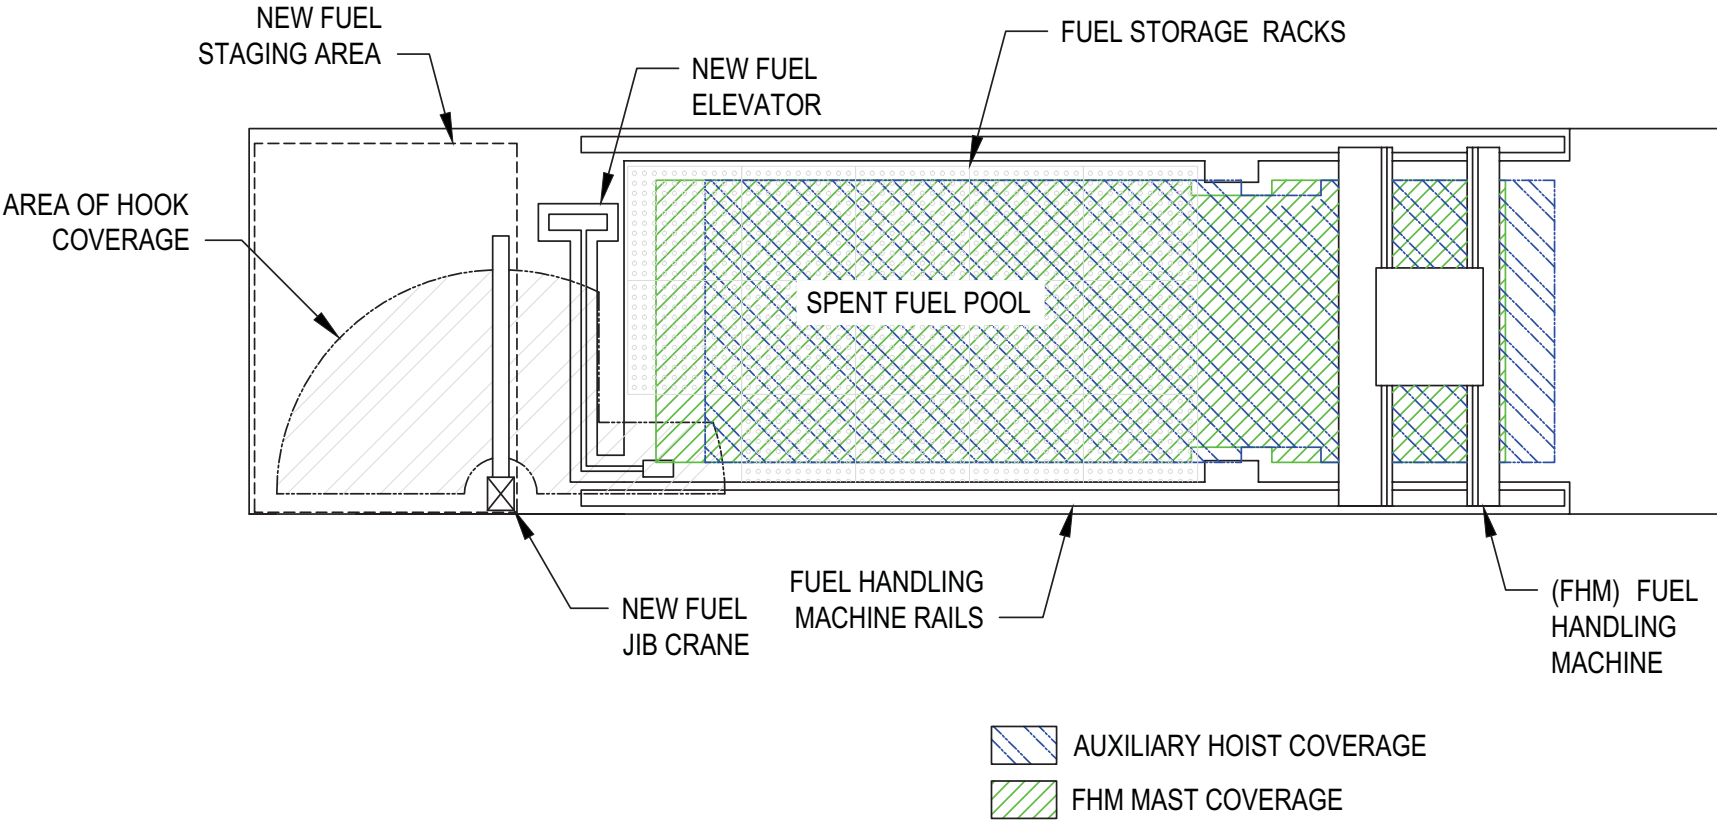 NEW FUEL
STAGING AREA
FUEL STORAGE RACKS
NEW FUEL
ELEVATOR
AREA OF HOOK
COVERAGE
SPENT FUEL POOL
NEW FUEL
JIB CRANE
FUEL HANDLING
MACHINE RAILS
(FHM) FUEL
HANDLING
MACHINE
AUXILIARY HOIST COVERAGE
FHM MAST COVERAGE